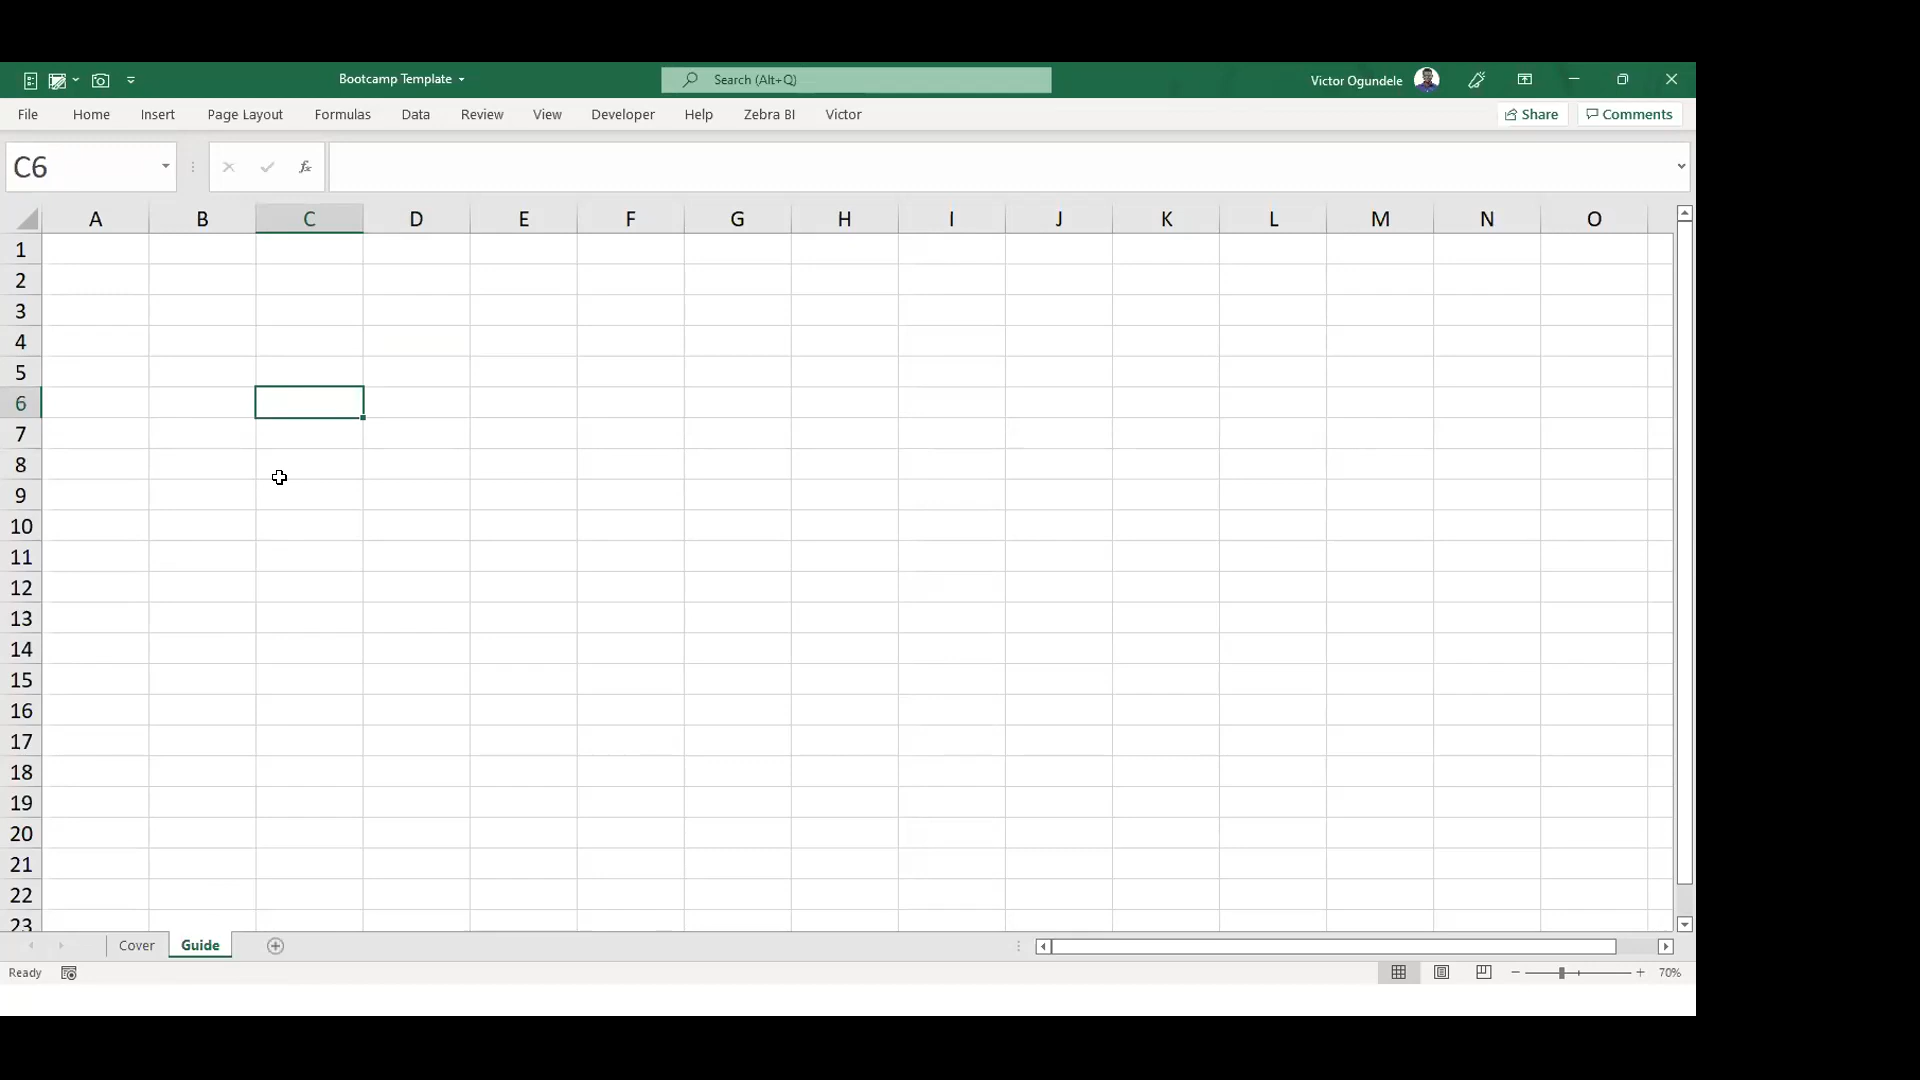 Bootcamp Template
Search (Alt+Q)
Victor Ogundele
File Home Insert Page Layout Formulas Data Review View Developer Help Zebra BI Victor Share Comments
C6 fx
A B C D E F G H I J K L M N O
1
2
3
4
5
6
7
8
9
10
11
12
13
14
15
16
17
18
19
20
21
22
23
Cover Guide
Ready 70%